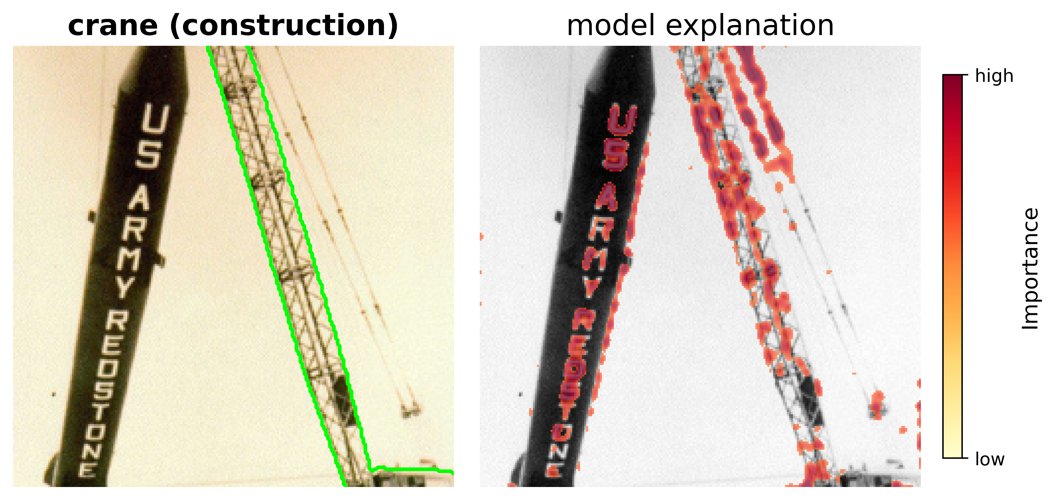 crane (construction)
model explanation
US ARMY REDSTONE
US ARMY REDSTONE
high
Importance
low